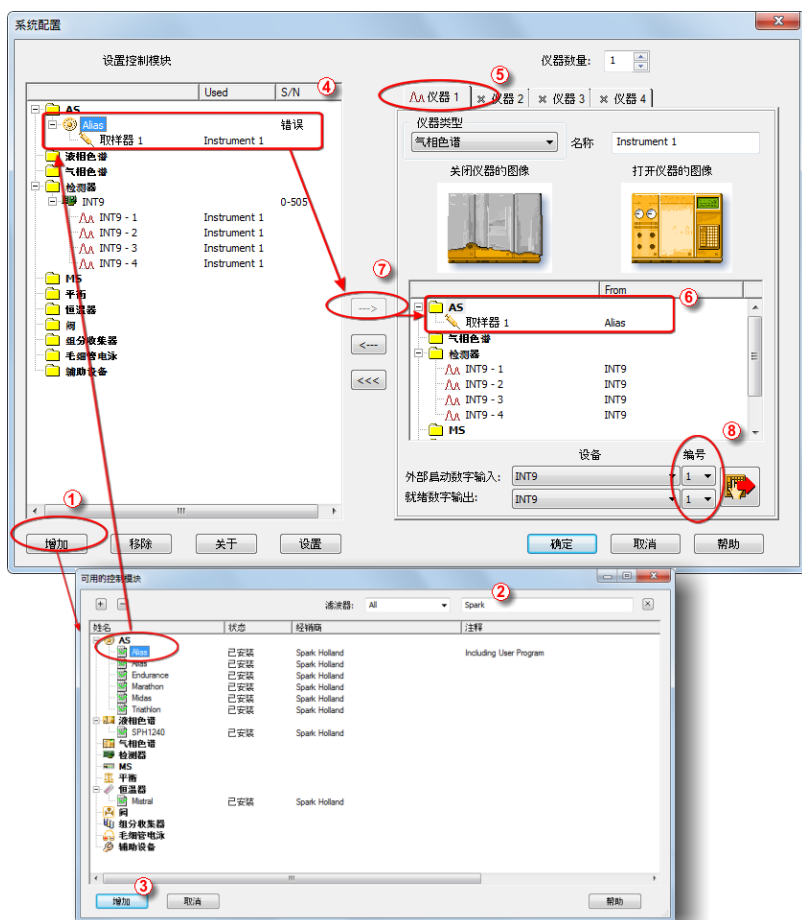 系统配置
设置控制模块
仪器数量: 1
⑤
Used S/N ④
仪器 1 仪器 2 仪器 3 仪器 4
AS
仪器类型
Alias 错误
气相色谱 名称 Instrument 1
取样器 1 Instrument 1
液相色谱
关闭仪器的图像 打开仪器的图像
气相色谱
检测器
INT9 0-505
INT9 - 1 Instrument 1
INT9 - 2 Instrument 1
INT9 - 3 Instrument 1
INT9 - 4 Instrument 1
⑦
MS
平衡
From ⑥
恒温器
---> AS
阀
取样器 1 Alias
组分收集器
气相色谱
<---
毛细管电泳
检测器
辅助设备
INT9 - 1 INT9
<<<
INT9 - 2 INT9
INT9 - 3 INT9
INT9 - 4 INT9
MS ⑧
设备 编号
外部启动数字输入: INT9 1
①
就绪数字输出: INT9 1
增加 移除 关于 设置 确定 取消 帮助
可用的控制模块
②
+ - 滤波器: All Spark
姓名 状态 经销商 注释
AS
Alias 已安装 Spark Holland Including User Program
Alias 已安装 Spark Holland
Endurance 已安装 Spark Holland
Marathon 已安装 Spark Holland
Midas 已安装 Spark Holland
Triathlon 已安装 Spark Holland
液相色谱
SPH1240 已安装 Spark Holland
气相色谱
检测器
MS
平衡
恒温器
Mistral 已安装 Spark Holland
阀
组分收集器
毛细管电泳
辅助设备
③
增加 取消 帮助